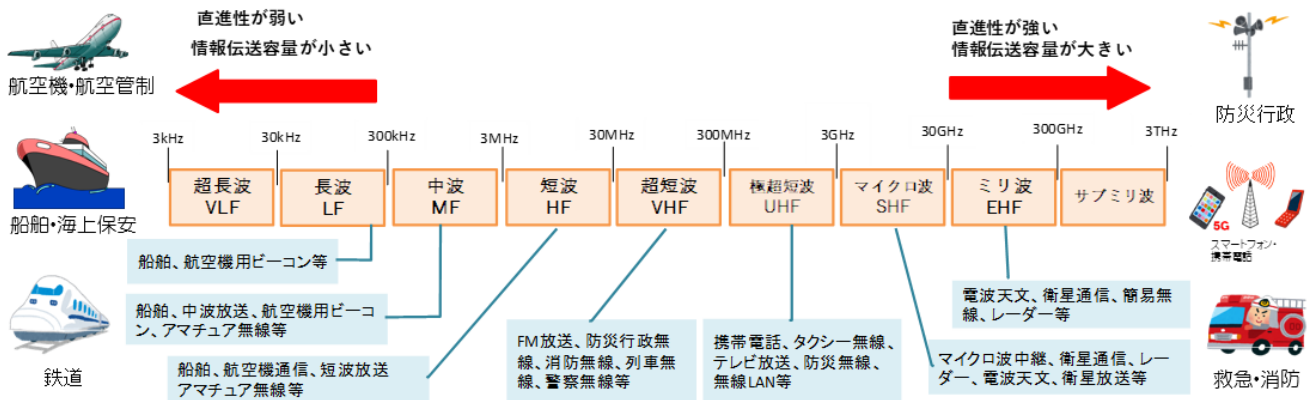 直進性が弱い
情報伝送容量が小さい
直進性が強い
情報伝送容量が大きい
航空機・航空管制
防災行政
3kHz
30kHz
300kHz
3MHz
30MHz
300MHz
3GHz
30GHz
300GHz
3THz
超長波
VLF
長波
LF
中波
MF
短波
HF
超短波
VHF
極超短波
UHF
マイクロ波
SHF
ミリ波
EHF
サブミリ波
船舶・海上保安
5G
スマートフォン・
携帯電話
船舶、航空機用ビーコン等
船舶、中波放送、航空機用ビーコ
ン、アマチュア無線等
船舶、航空機通信、短波放送
アマチュア無線等
FM放送、防災行政無
線、消防無線、列車無
線、警察無線等
携帯電話、タクシー無線、
テレビ放送、防災無線、
無線LAN等
電波天文、衛星通信、簡易無
線、レーダー等
マイクロ波中継、衛星通信、レー
ダー、電波天文、衛星放送等
鉄道
救急・消防